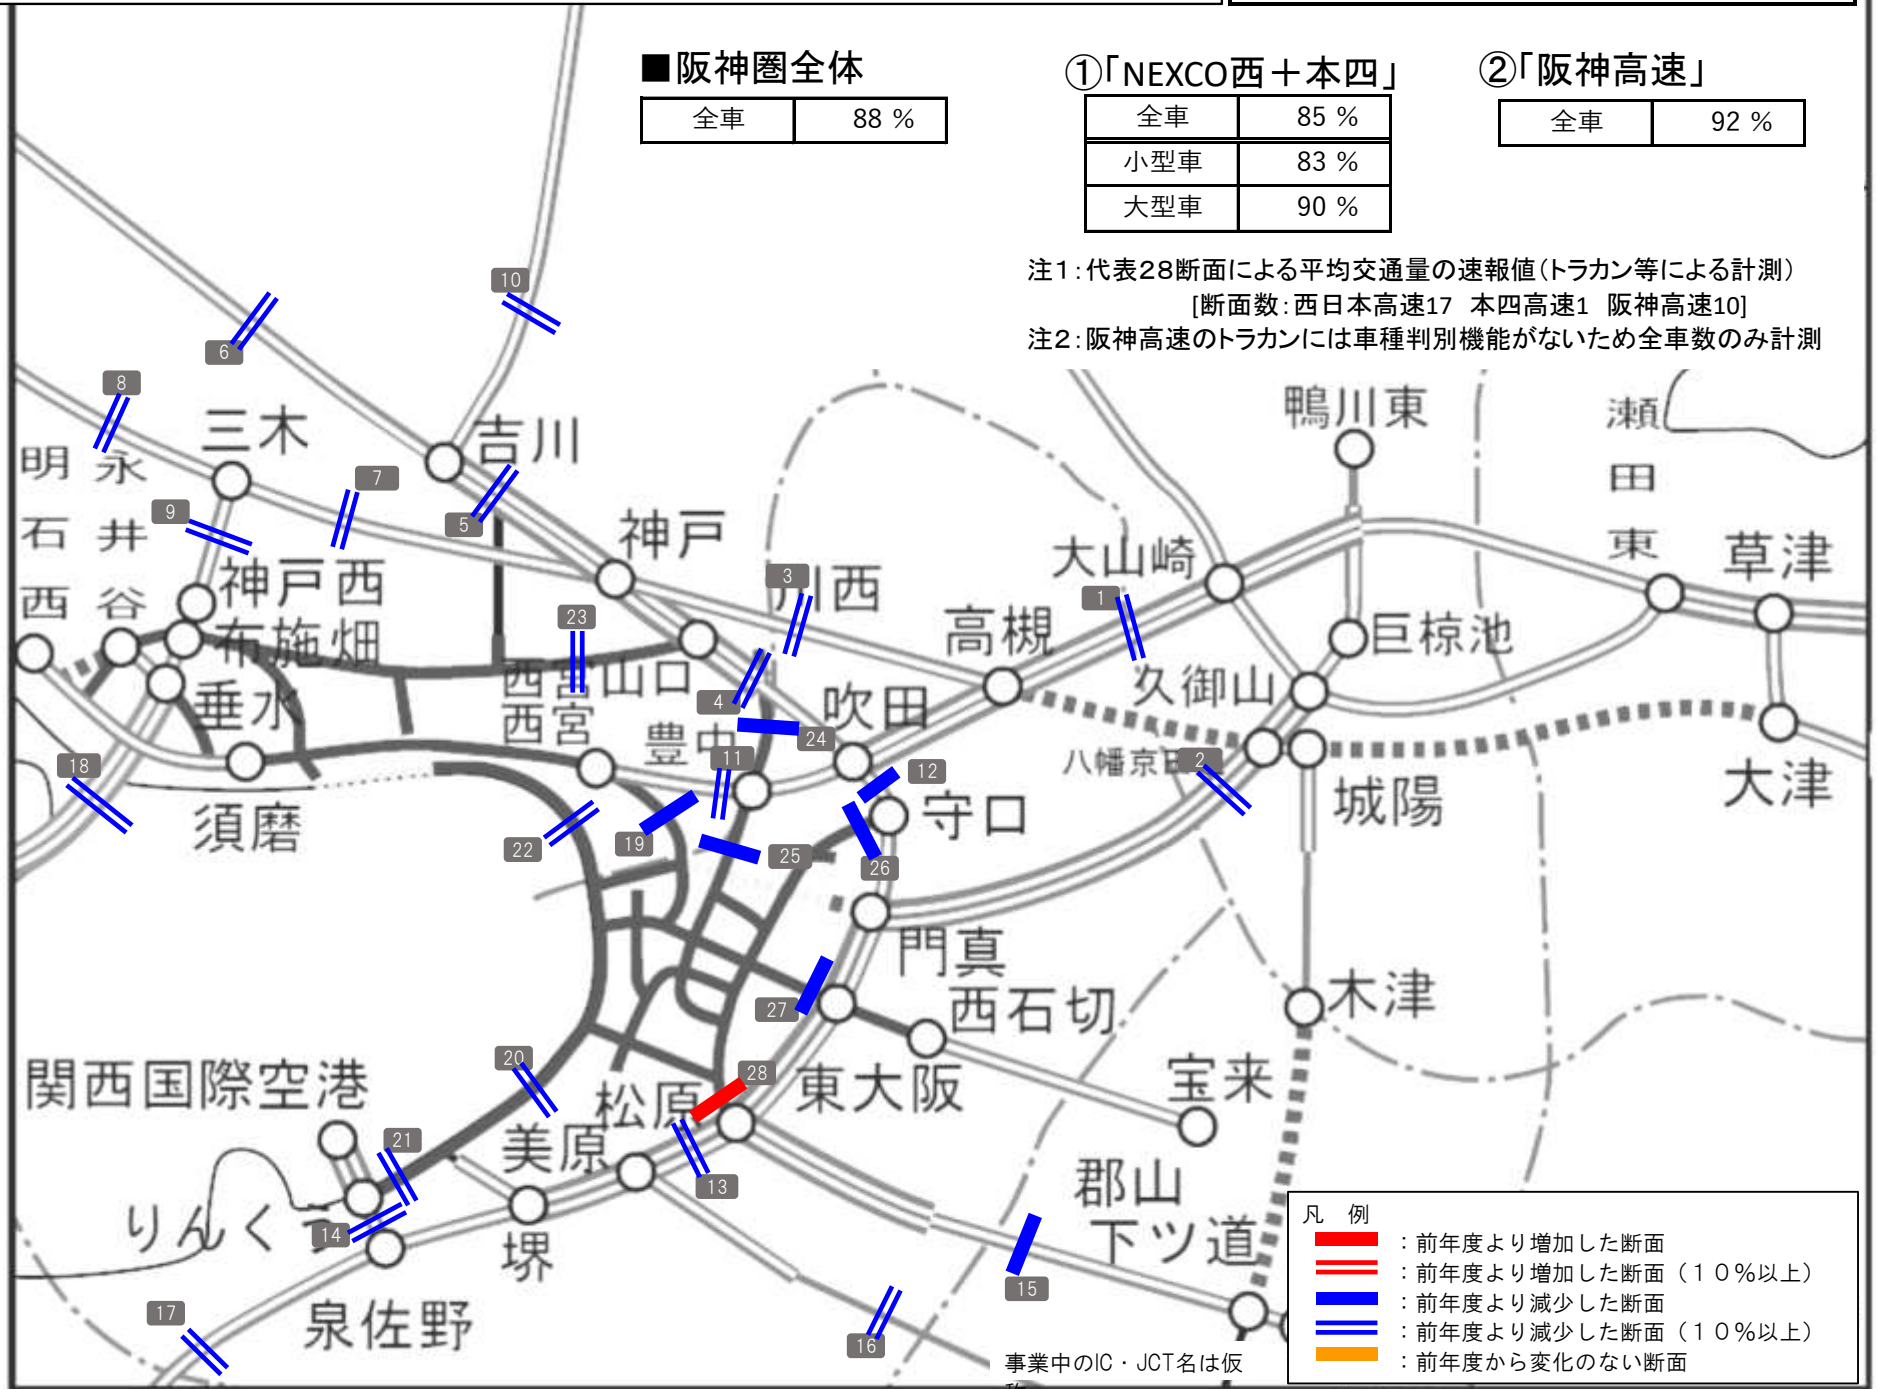 ■阪神圏全体
全車 88 %
①「NEXCO西＋本四」
全車 85 %
小型車 83 %
大型車 90 %
②「阪神高速」
全車 92 %
注1：代表28断面による平均交通量の速報値（トラカン等による計測）
[断面数：西日本高速17 本四高速1 阪神高速10]
注2：阪神高速のトラカンには車種判別機能がないため全車数のみ計測
10
6
8
三木
吉川
鴨川東
瀬田東
明石西
永井谷
7
9
5
神戸
大山崎
草津
神戸西
3
川西
1
高槻
23
布施畑
巨椋池
西宮山口
久御山
垂水
4
吹田
西宮
豊中
24
11
12
八幡京田
2
18
大津
須磨
守口
城陽
22
19
25
26
門真
27
西石切
木津
関西国際空港
20
松原
28
東大阪
宝来
21
美原
13
郡山
りんくう
14
堺
下ツ道
15
17
泉佐野
16
事業中のIC・JCT名は仮
凡 例
：前年度より増加した断面
：前年度より増加した断面（１０％以上）
：前年度より減少した断面
：前年度より減少した断面（１０％以上）
：前年度から変化のない断面